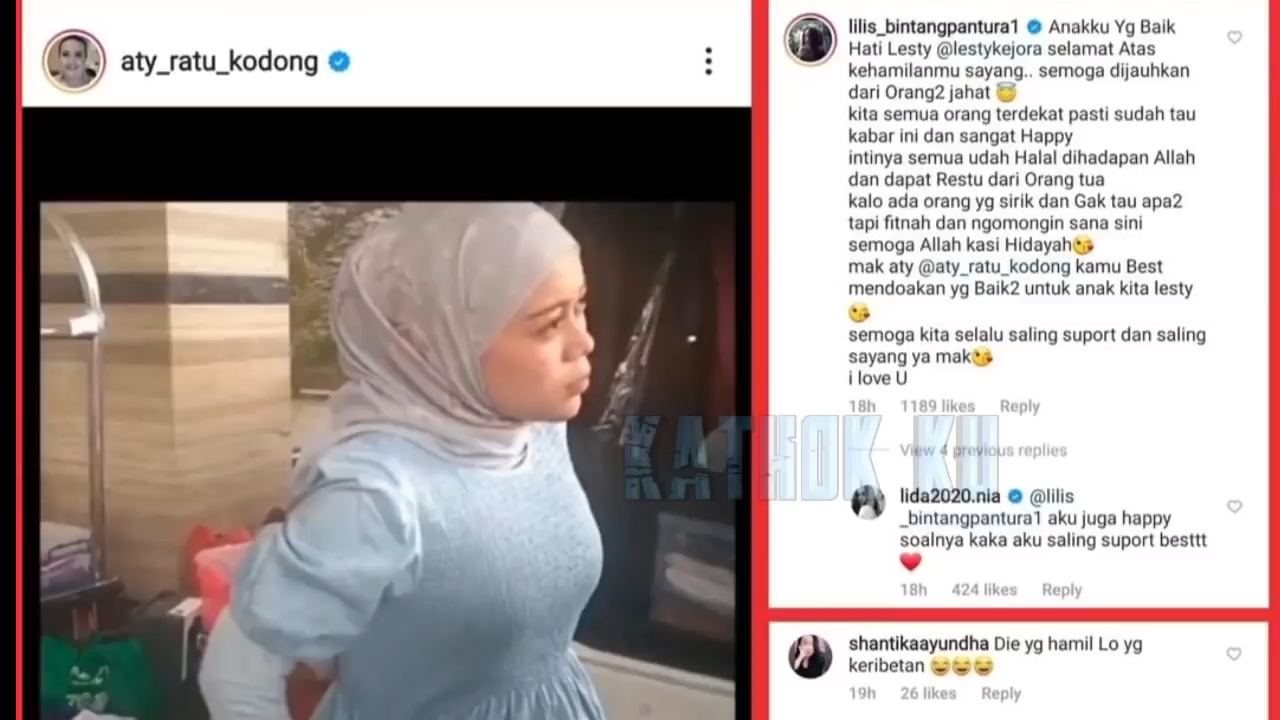 aty_ratu_kodong
lilis_bintangpantura1 Anakku Yg Baik
Hati Lesty @lestykejora selamat Atas
kehamilanmu sayang.. semoga dijauhkan
dari Orang2 jahat 😇
kita semua orang terdekat pasti sudah tau
kabar ini dan sangat Happy
intinya semua udah Halal dihadapan Allah
dan dapat Restu dari Orang tua
kalo ada orang yg sirik dan Gak tau apa2
tapi fitnah dan ngomongin sana sini
semoga Allah kasi Hidayah😘
mak aty @aty_ratu_kodong kamu Best
mendoakan yg Baik2 untuk anak kita lesty
😘
semoga kita selalu saling suport dan saling
sayang ya mak😘
i love U
18h 1189 likes Reply
KATHOK KU
View 4 previous replies
lida2020.nia @lilis
_bintangpantura1 aku juga happy
soalnya kaka aku saling suport besttt
❤️
18h 424 likes Reply
shantikaayundha Die yg hamil Lo yg
keribetan 😂😂😂
19h 26 likes Reply